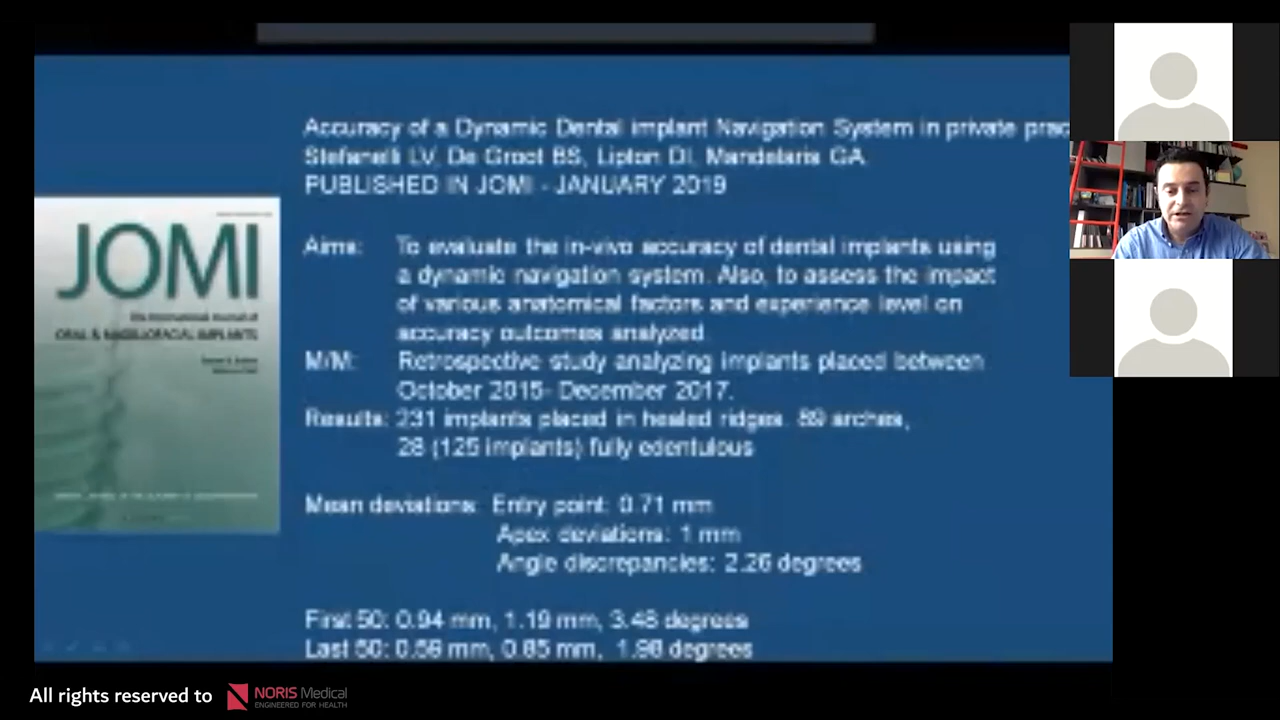 Accuracy of a Dynamic Dental implant Navigation System in private prac
Stefanelli LV, De Groot BS, Lipton DI, Mandelaris GA.
PUBLISHED IN JOMI - JANUARY 2019
JOMI
The International Journal of
ORAL & MAXILLOFACIAL IMPLANTS
Aims: To evaluate the in-vivo accuracy of dental implants using
a dynamic navigation system. Also, to assess the impact
of various anatomical factors and experience level on
accuracy outcomes analyzed
M/M: Retrospective study analyzing implants placed between
October 2015- December 2017.
Results: 231 implants placed in healed ridges. 89 arches,
28 (125 implants) fully edentulous
Mean deviations: Entry point: 0.71 mm
Apex deviations: 1 mm
Angle discrepancies: 2.26 degrees
First 50: 0.94 mm, 1.19 mm, 3.48 degrees
Last 50: 0.59 mm, 0.85 mm, 1.98 degrees
All rights reserved to NORIS Medical
ENGINEERED FOR HEALTH